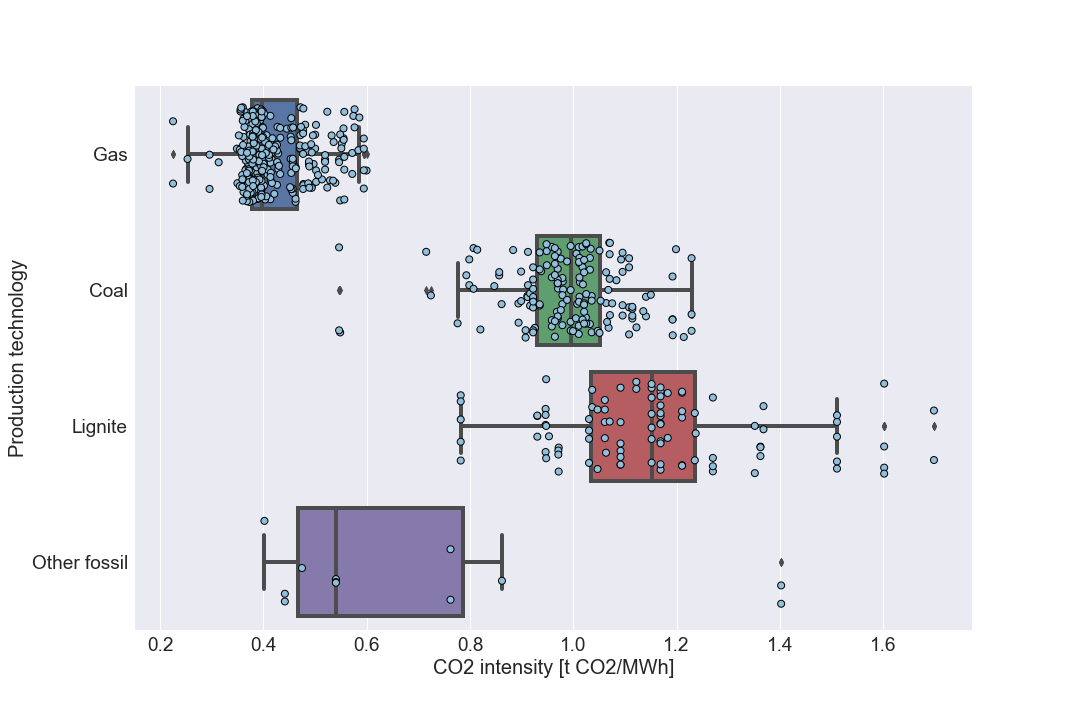 Production technology
Gas
Coal
Lignite
Other fossil
0.2 0.4 0.6 0.8 1.0 1.2 1.4 1.6
CO2 intensity [t CO2/MWh]